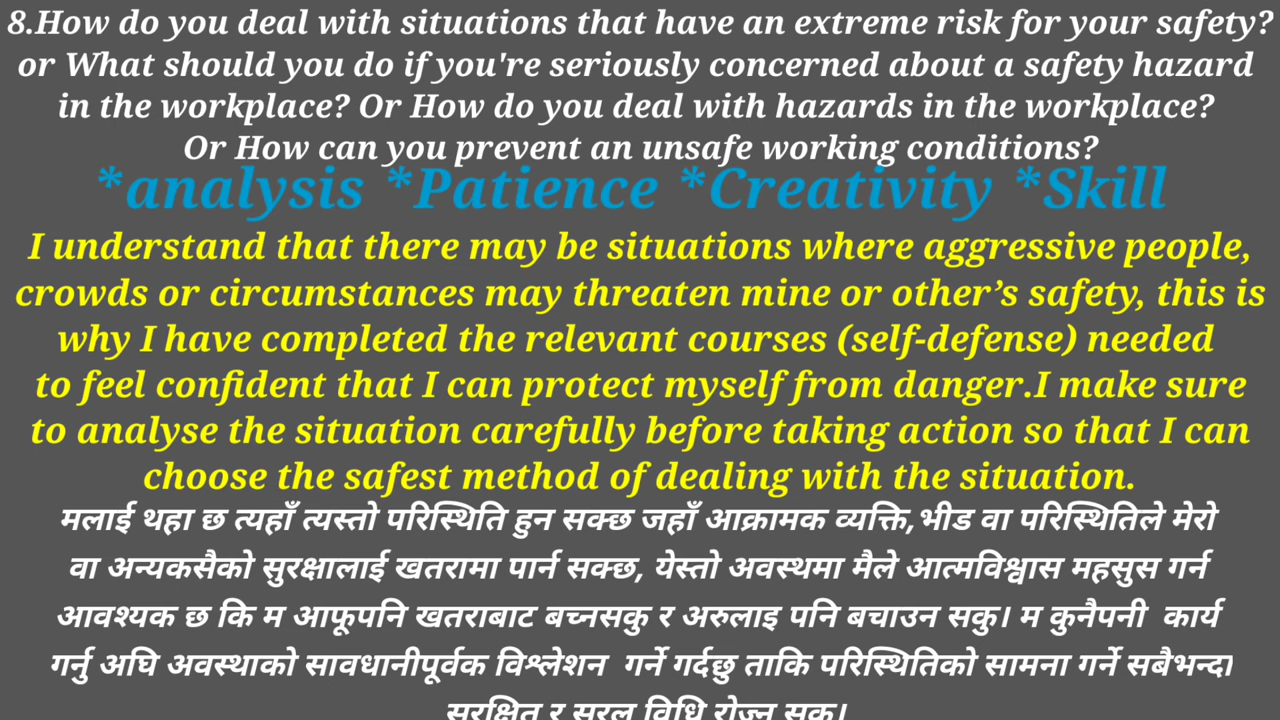 8.How do you deal with situations that have an extreme risk for your safety?
or What should you do if you're seriously concerned about a safety hazard
in the workplace? Or How do you deal with hazards in the workplace?
Or How can you prevent an unsafe working conditions?
*analysis *Patience *Creativity *Skill
I understand that there may be situations where aggressive people,
crowds or circumstances may threaten mine or other’s safety, this is
why I have completed the relevant courses (self-defense) needed
to feel confident that I can protect myself from danger.I make sure
to analyse the situation carefully before taking action so that I can
choose the safest method of dealing with the situation.
मलाई थहा छ त्यहाँ त्यस्तो परिस्थिति हुन सक्छ जहाँ आक्रामक व्यक्ति,भीड वा परिस्थितिले मेरो
वा अन्यकसैको सुरक्षालाई खतरामा पार्न सक्छ, येस्तो अवस्थमा मैले आत्मविश्वास महसुस गर्न
आवश्यक छ कि म आफूपनि खतराबाट बच्नसकु र अरुलाइ पनि बचाउन सकु। म कुनैपनी कार्य
गर्नु अघि अवस्थाको सावधानीपूर्वक विश्लेशन गर्ने गर्दछु ताकि परिस्थितिको सामना गर्ने सबैभन्दा
सुरक्षित र सरल विधि रोज्न सकु।